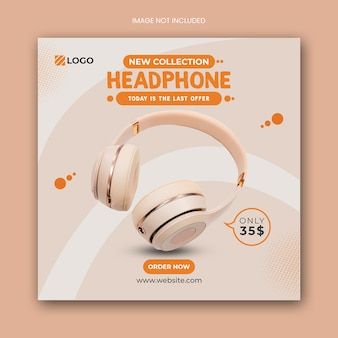 IMAGE NOT INCLUDED
LOGO
NEW COLLECTION
HEADPHONE
TODAY IS THE LAST OFFER
ONLY
35$
ORDER NOW
www.website.com